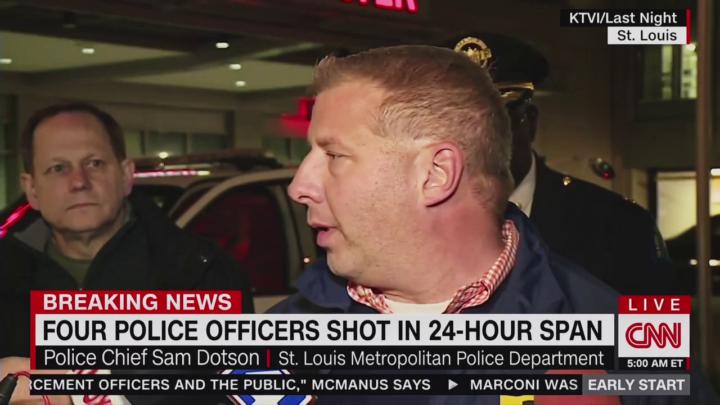 KTVI/Last Night
St. Louis
BREAKING NEWS
LIVE
FOUR POLICE OFFICERS SHOT IN 24-HOUR SPAN
CNN
Police Chief Sam Dotson | St. Louis Metropolitan Police Department
5:00 AM ET
RCEMENT OFFICERS AND THE PUBLIC," MCMANUS SAYS ▶ MARCONI WAS
EARLY START